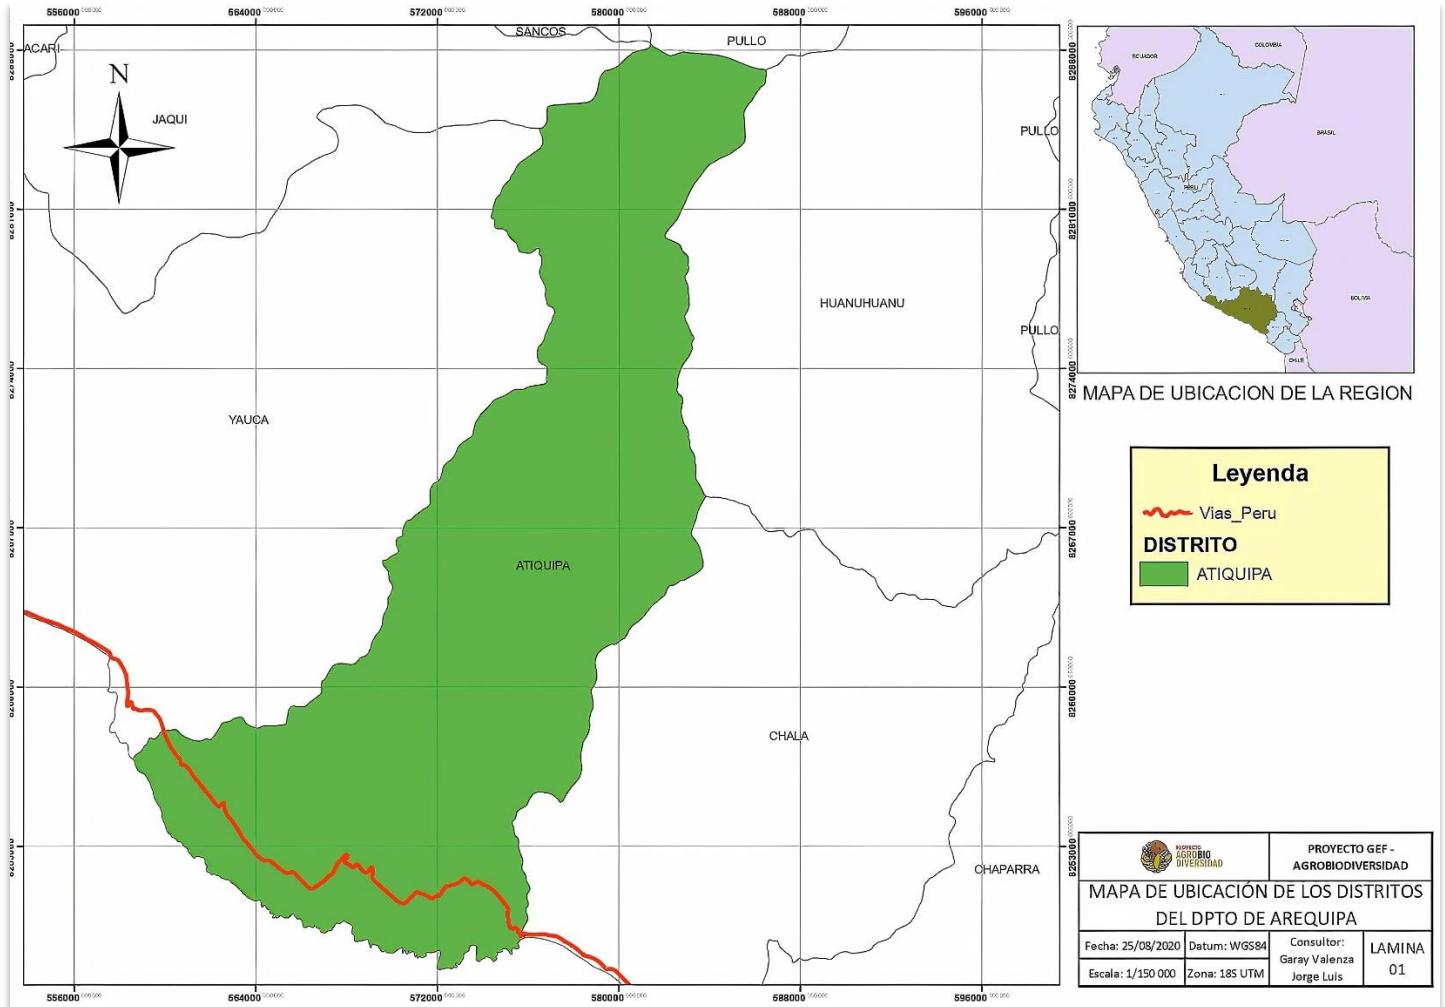 556000
564000
572000
580000
588000
596000
ACARI
SANCOS
PULLO
N
JAQUI
PULLO
HUANUHUANU
PULLO
YAUCA
ATIQUIPA
CHALA
CHAPARRA
8288000
8281000
8274000
8267000
8260000
8253000
556000
564000
572000
580000
588000
596000
ECUADOR
COLOMBIA
BRASIL
PERU
BOLIVIA
CHILE
MAPA DE UBICACION DE LA REGION
Leyenda
Vias_Peru
DISTRITO
ATIQUIPA
PROYECTO
AGROBIO
DIVERSIDAD
PROYECTO GEF -
AGROBIODIVERSIDAD
MAPA DE UBICACIÓN DE LOS DISTRITOS
DEL DPTO DE AREQUIPA
Fecha: 25/08/2020
Datum: WGS84
Consultor:
Garay Valenza
Jorge Luis
LAMINA
01
Escala: 1/150 000
Zona: 18S UTM